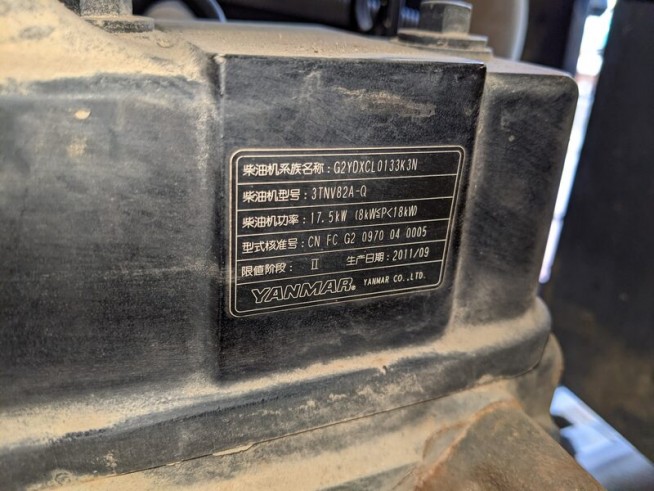 柴油机系族名称：G2YDXCL0133K3N
柴油机型号：3TNV82A-Q
柴油机功率：17.5kW (8kW≤P<18kW)
型式核准号：CN FC G2 0970 04 0005
限值阶段： Ⅱ 生产日期：2011/09
YANMAR® YANMAR CO.,LTD.